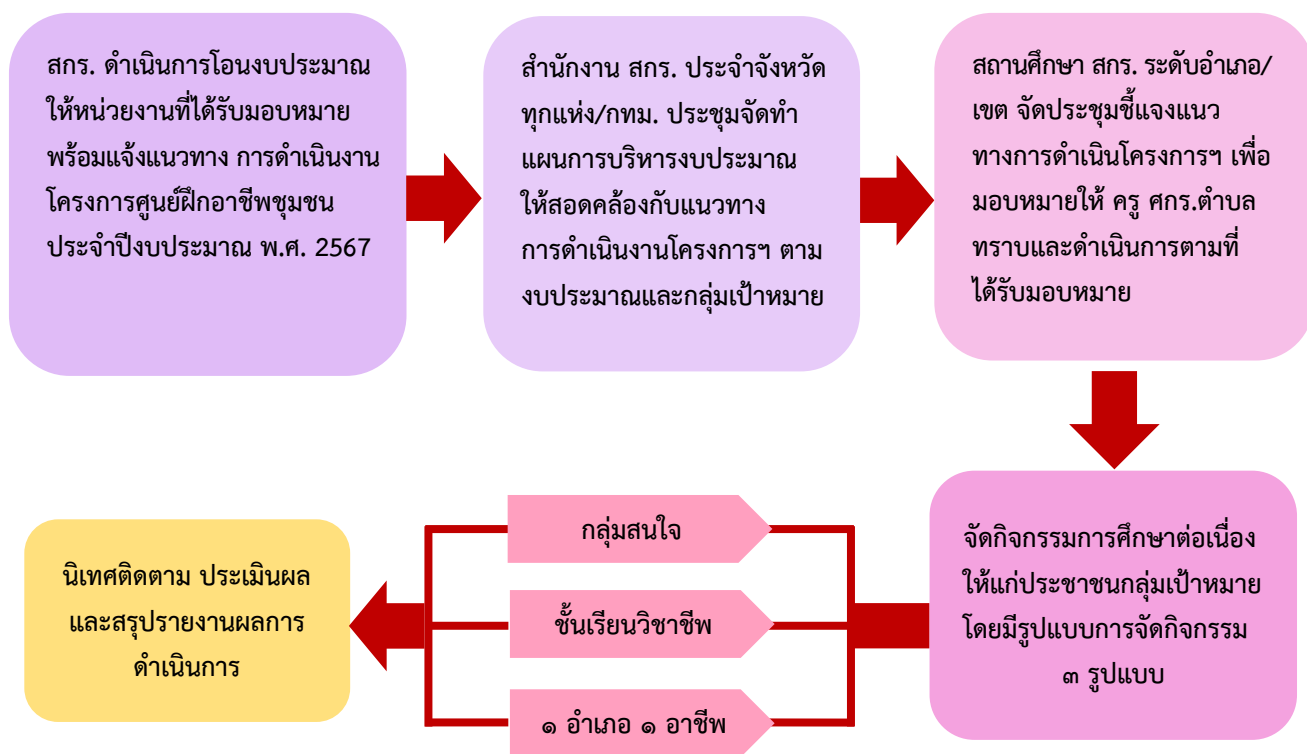 สกร. ดำเนินการโอนงบประมาณ
ให้หน่วยงานที่ได้รับมอบหมาย
พร้อมแจ้งแนวทาง การดำเนินงาน
โครงการศูนย์ฝึกอาชีพชุมชน
ประจำปีงบประมาณ พ.ศ. 2567
สำนักงาน สกร. ประจำจังหวัด
ทุกแห่ง/กทม. ประชุมจัดทำ
แผนการบริหารงบประมาณ
ให้สอดคล้องกับแนวทาง
การดำเนินงานโครงการฯ ตาม
งบประมาณและกลุ่มเป้าหมาย
สถานศึกษา สกร. ระดับอำเภอ/
เขต จัดประชุมชี้แจงแนว
ทางการดำเนินโครงการฯ เพื่อ
มอบหมายให้ ครู ศกร.ตำบล
ทราบและดำเนินการตามที่
ได้รับมอบหมาย
จัดกิจกรรมการศึกษาต่อเนื่อง
ให้แก่ประชาชนกลุ่มเป้าหมาย
โดยมีรูปแบบการจัดกิจกรรม
๓ รูปแบบ
กลุ่มสนใจ
ชั้นเรียนวิชาชีพ
๑ อำเภอ ๑ อาชีพ
นิเทศติดตาม ประเมินผล
และสรุปรายงานผลการ
ดำเนินการ